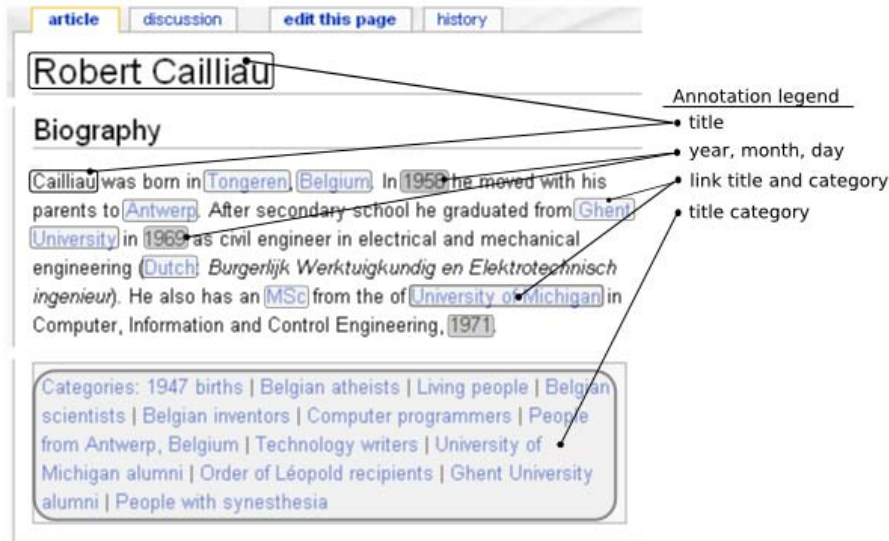 article discussion edit this page history
Robert Cailliau
Annotation legend
title
year, month, day
link title and category
title category
Biography
Cailliau was born in Tongeren, Belgium. In 1958 he moved with his
parents to Antwerp. After secondary school he graduated from Ghent
University in 1969 as civil engineer in electrical and mechanical
engineering (Dutch: Burgerlijk Werktuigkundig en Elektrotechnisch
ingenieur). He also has an MSc from the of University of Michigan in
Computer, Information and Control Engineering, 1971.
Categories: 1947 births | Belgian atheists | Living people | Belgian
scientists | Belgian inventors | Computer programmers | People
from Antwerp, Belgium | Technology writers | University of
Michigan alumni | Order of Léopold recipients | Ghent University
alumni | People with synesthesia